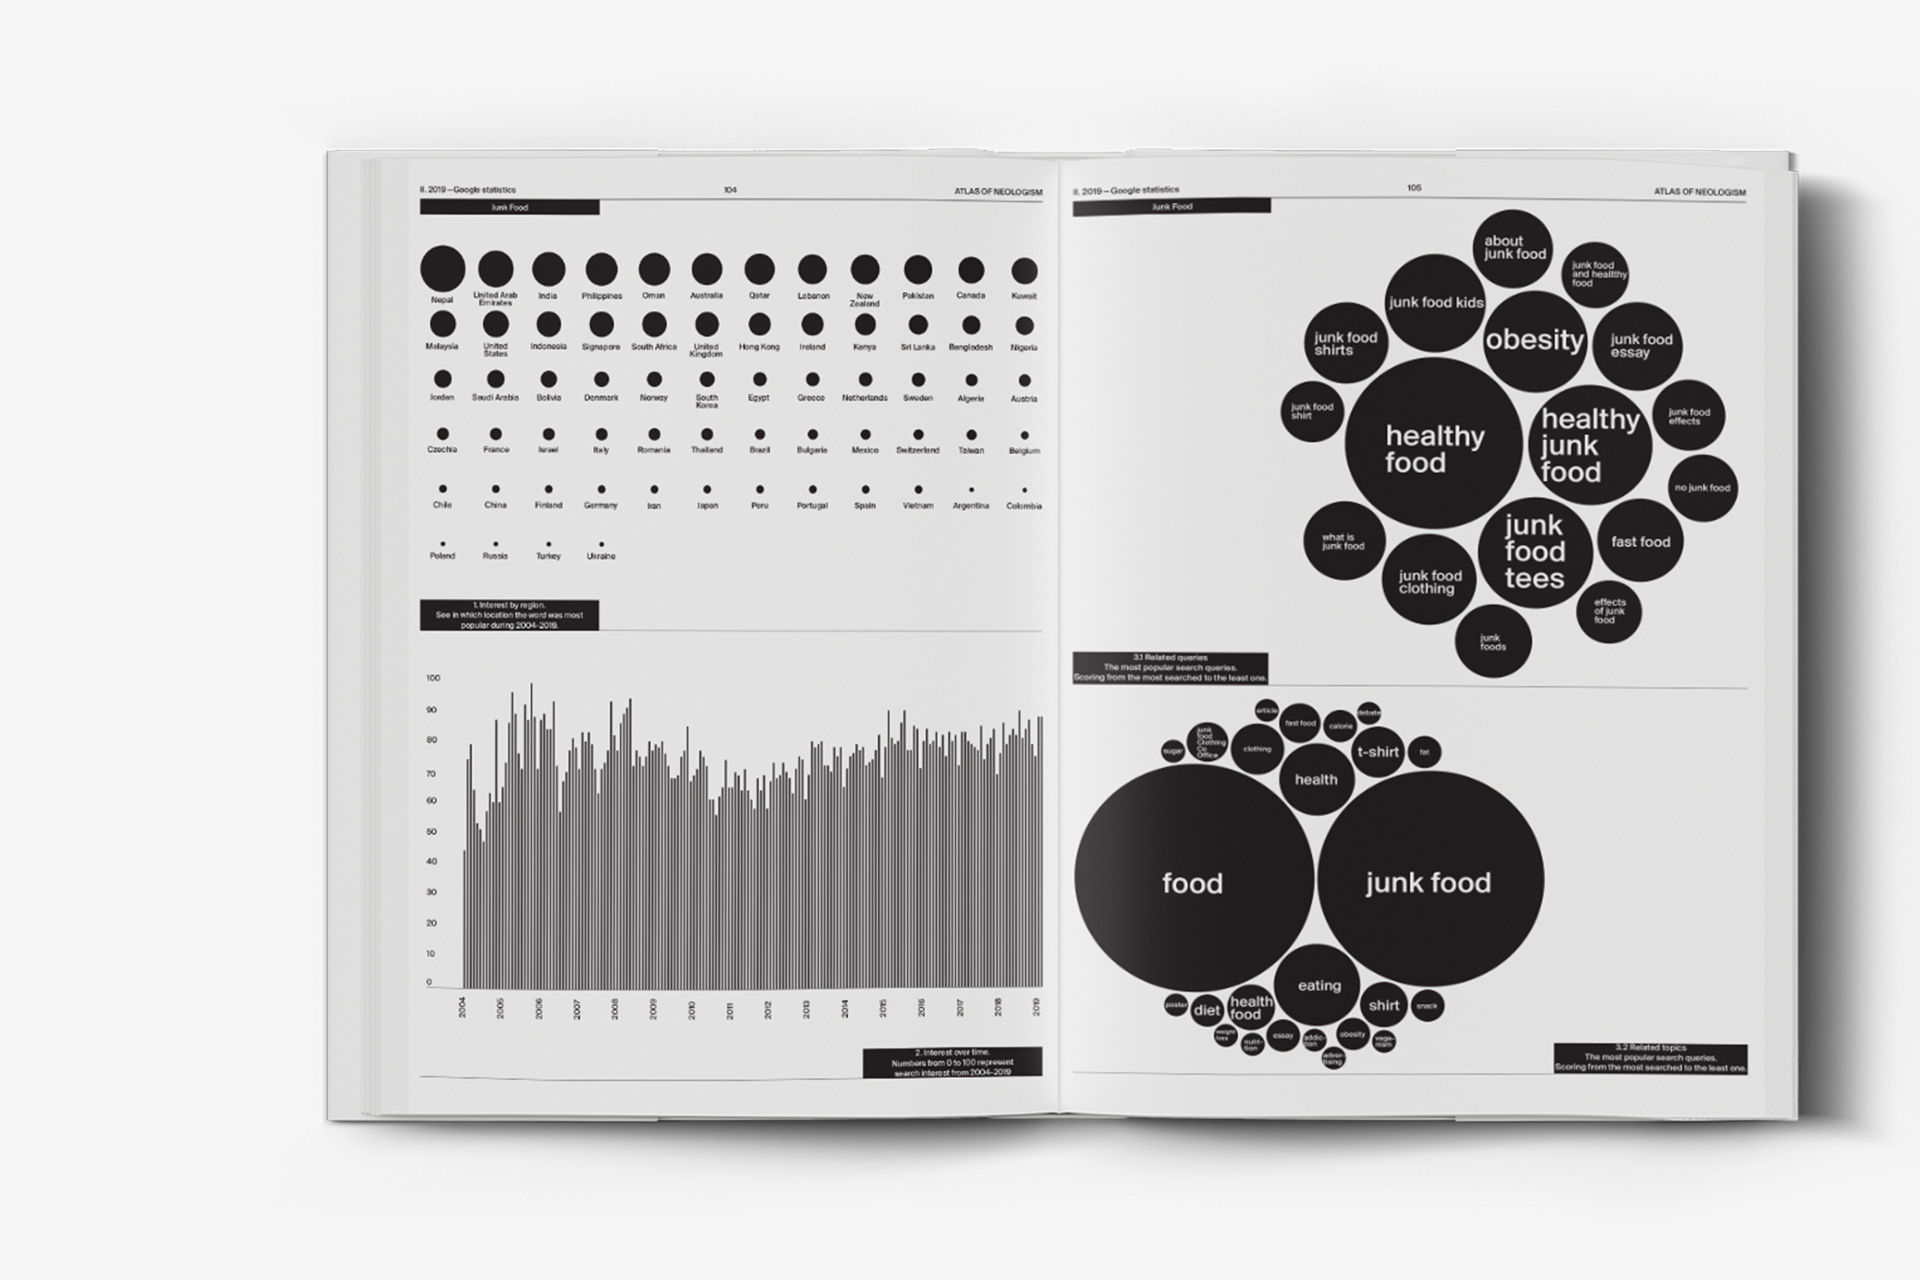 II. 2019 — Google statistics
104
ATLAS OF NEOLOGISM
Junk Food
Nepal
United Arab
Emirates
India
Philippines
Oman
Australia
Qatar
Lebanon
New
Zealand
Pakistan
Canada
Kuwait
Malaysia
United
States
Indonesia
Signapore
South Africa
United
Kingdom
Hong Kong
Ireland
Kenya
Sri Lanka
Bangledesh
Nigeria
Jordan
Saudi Arabia
Bolivia
Denmark
Norway
South
Korea
Egypt
Greece
Netherlands
Sweden
Algeria
Austria
Czechia
France
Israel
Italy
Romania
Thailand
Brazil
Bulgaria
Mexico
Switzerland
Taiwan
Belgium
Chile
China
Finland
Germany
Iran
Japan
Peru
Portugal
Spain
Vietnam
Argentina
Colombia
Poland
Russia
Turkey
Ukraine
1. Interest by region.
See in which location the word was most
popular during 2004-2019.
100
90
80
70
60
50
40
30
20
10
0
2004
2005
2006
2007
2008
2009
2010
2011
2012
2013
2014
2015
2016
2017
2018
2019
2. Interest over time.
Numbers from 0 to 100 represent
search interest from 2004-2019
II. 2019 — Google statistics
105
ATLAS OF NEOLOGISM
Junk Food
about
junk food
junk food
and healthy
food
junk food kids
obesity
junk food
shirts
junk food
essay
junk food
shirt
healthy
food
healthy
junk
food
junk food
effects
no junk food
what is
junk food
junk food
clothing
junk
food
tees
fast food
effects
of junk
food
junk
foods
3.1 Related queries
The most popular search queries.
Scoring from the most searched to the least one.
article
fast food
calorie
debate
sugar
junk
food
Clothing
Co
Office
clothing
health
t-shirt
fat
food
junk food
eating
poster
diet
health
food
shirt
snack
weight
loss
nutri-
tion
essay
addic-
tion
obesity
vega-
nism
adver-
tising
3.2 Related topics
The most popular search queries.
Scoring from the most searched to the least one.